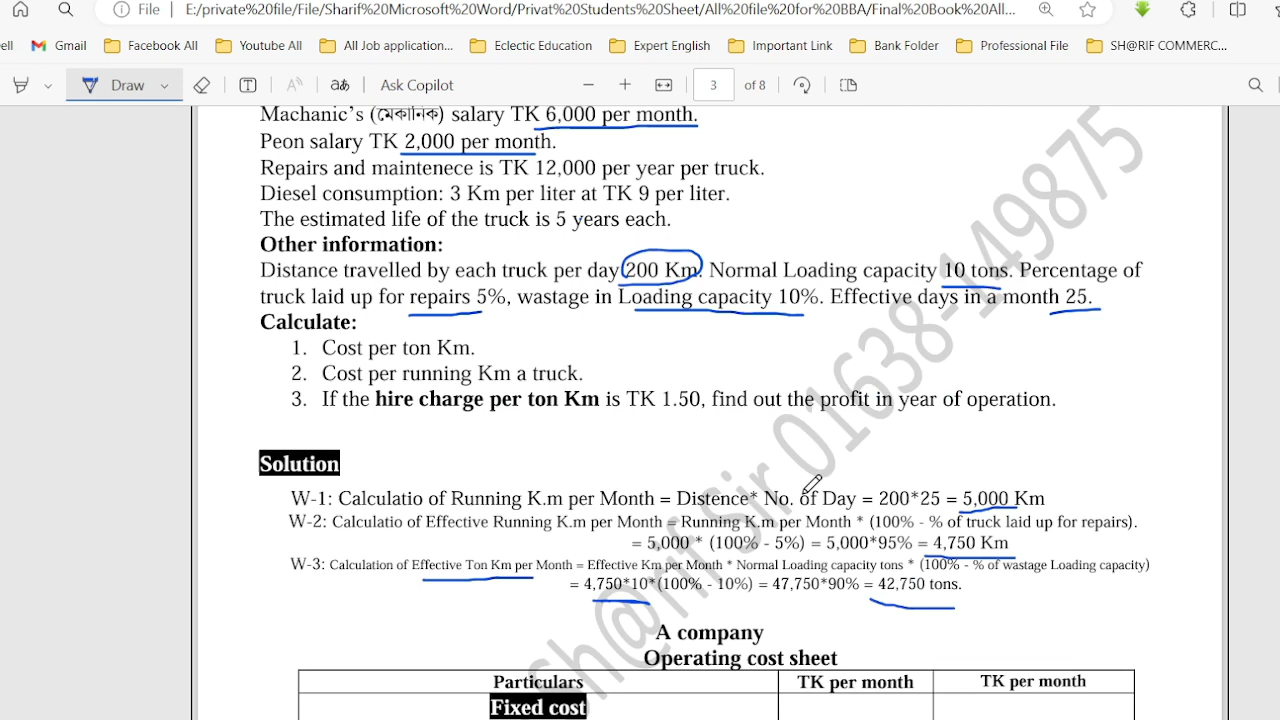 File E:/private%20file/File/Sharif%20Microsoft%20Word/Privat%20Students%20Sheet/All%20file%20for%20BBA/Final%20Book%20All...
ell Gmail Facebook All Youtube All All Job application... Eclectic Education Expert English Important Link Bank Folder Professional File SH@RIF COMMERC...
Draw Ask Copilot 3 of 8
Machanic's (মেকানিক) salary TK 6,000 per month.
Peon salary TK 2,000 per month.
Repairs and maintenece is TK 12,000 per year per truck.
Diesel consumption: 3 Km per liter at TK 9 per liter.
The estimated life of the truck is 5 years each.
Other information:
Distance travelled by each truck per day 200 Km. Normal Loading capacity 10 tons. Percentage of
truck laid up for repairs 5%, wastage in Loading capacity 10%. Effective days in a month 25.
Calculate:
1. Cost per ton Km.
2. Cost per running Km a truck.
3. If the hire charge per ton Km is TK 1.50, find out the profit in year of operation.
Solution
W-1: Calculatio of Running K.m per Month = Distence* No. of Day = 200*25 = 5,000 Km
W-2: Calculatio of Effective Running K.m per Month = Running K.m per Month * (100% - % of truck laid up for repairs).
= 5,000 * (100% - 5%) = 5,000*95% = 4,750 Km
W-3: Calculation of Effective Ton Km per Month = Effective Km per Month * Normal Loading capacity tons * (100% - % of wastage Loading capacity)
= 4,750*10*(100% - 10%) = 47,750*90% = 42,750 tons.
A company
Operating cost sheet
Particulars TK per month TK per month
Fixed cost
Sh@rif Sir 01638-149875